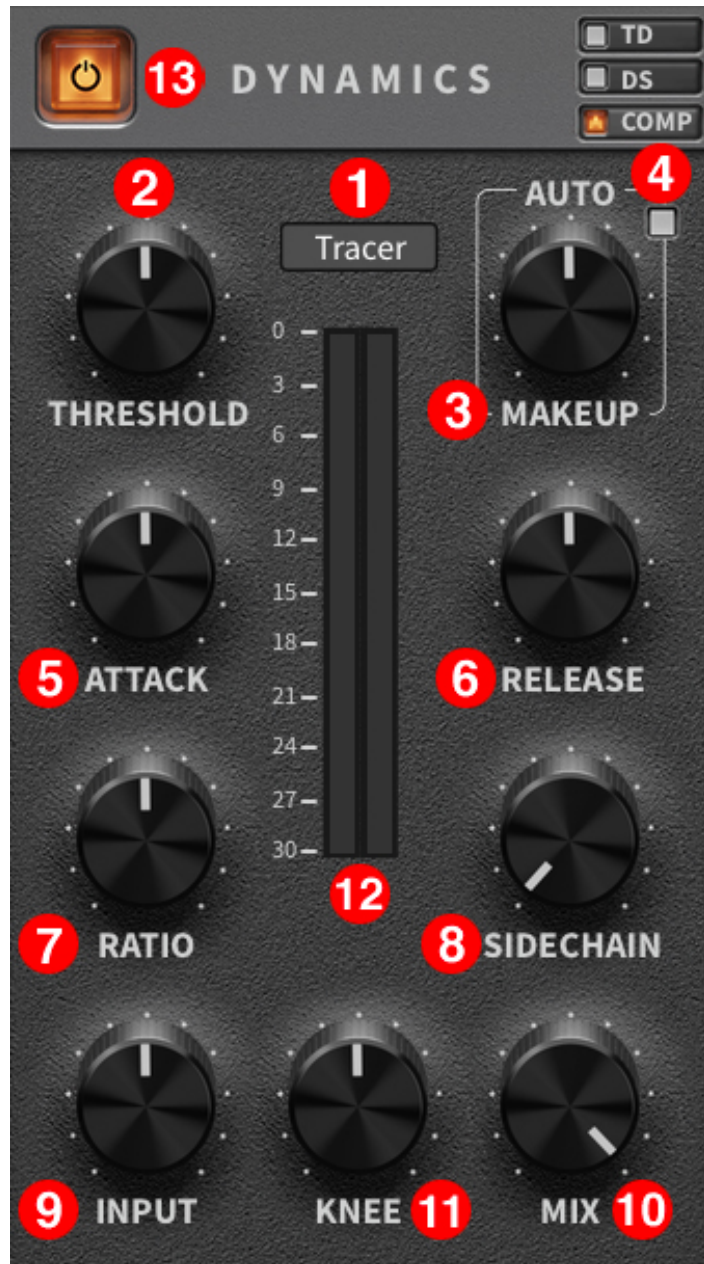 13 DYNAMICS
TD
DS
COMP
2
1
4
AUTO
Tracer
THRESHOLD
3 MAKEUP
0
3
6
9
12
15
18
21
24
27
30
5 ATTACK
6 RELEASE
12
7 RATIO
8 SIDECHAIN
9 INPUT
KNEE 11
MIX 10